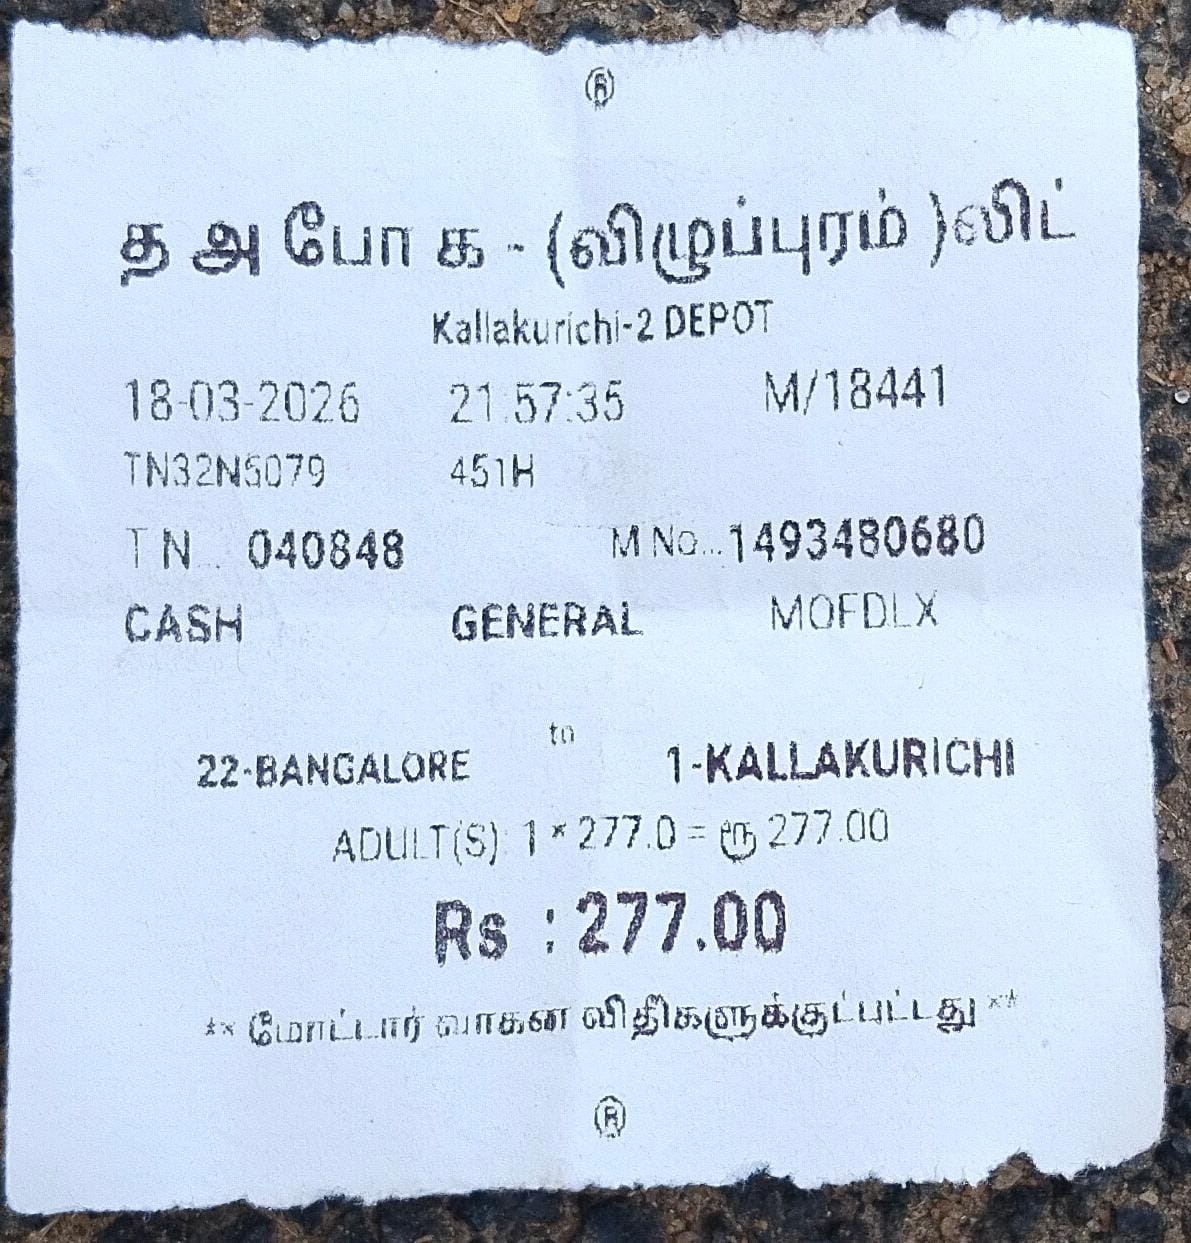 ®
த அ போ க - (விழுப்புரம் )லிட்
Kallakurichi-2 DEPOT
18-03-2026 21:57:35 M/18441
TN32N5079 451H
T N... 040848 M No...1493480680
CASH GENERAL MOFDLX
22-BANGALORE to 1-KALLAKURICHI
ADULT(S): 1 * 277.0 = ரூ 277.00
Rs : 277.00
** மோட்டார் வாகன விதிகளுக்குட்பட்டது **
®